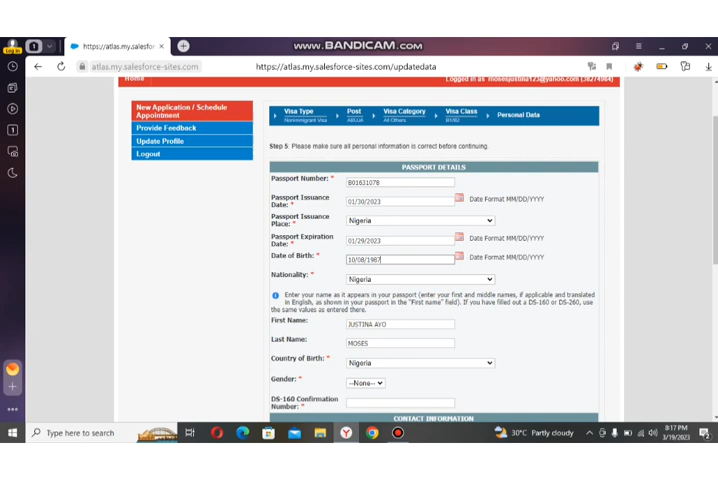 WWW.BANDICAM.COM
Log in
1
https://atlas.my.salesfor
atlas.my.salesforce-sites.com
https://atlas.my.salesforce-sites.com/updatedata
Home
Logged in as mosesjustina123@yahoo.com (38274964)
New Application / Schedule
Appointment
Provide Feedback
Update Profile
Logout
Visa Type
Nonimmigrant Visa
Post
ABUJA
Visa Category
All Others
Visa Class
B1/B2
Personal Data
Step 5: Please make sure all personal information is correct before continuing.
PASSPORT DETAILS
Passport Number: *
B01631078
Passport Issuance
Date: *
01/30/2023
Date Format MM/DD/YYYY
Passport Issuance
Place: *
Nigeria
Passport Expiration
Date: *
01/29/2023
Date Format MM/DD/YYYY
Date of Birth: *
10/08/1987
Date Format MM/DD/YYYY
Nationality: *
Nigeria
Enter your name as it appears in your passport (enter your first and middle names, if applicable and translated
in English, as shown in your passport in the "First name" field). If you have filled out a DS-160 or DS-260, use
the same values as entered there.
First Name:
JUSTINA AYO
Last Name:
MOSES
Country of Birth: *
Nigeria
Gender: *
--None--
DS-160 Confirmation
Number: *
CONTACT INFORMATION
Type here to search
30°C Partly cloudy
8:17 PM
3/19/2023
2